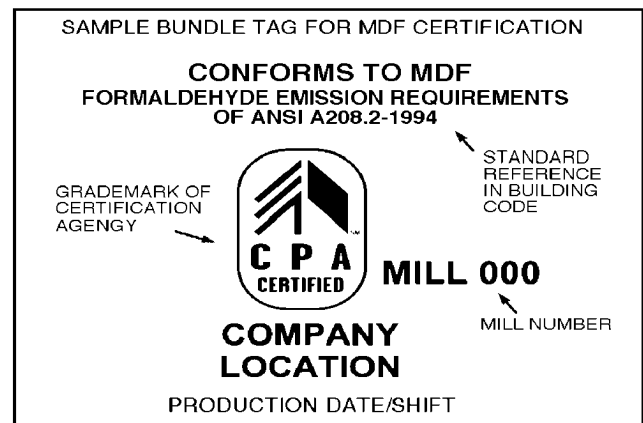 SAMPLE BUNDLE TAG FOR MDF CERTIFICATION
CONFORMS TO MDF
FORMALDEHYDE EMISSION REQUIREMENTS
OF ANSI A208.2-1994
STANDARD
REFERENCE
IN BUILDING
CODE
GRADEMARK OF
CERTIFICATION
AGENGY
C P A
CERTIFIED
SM
MILL 000
MILL NUMBER
COMPANY
LOCATION
PRODUCTION DATE/SHIFT